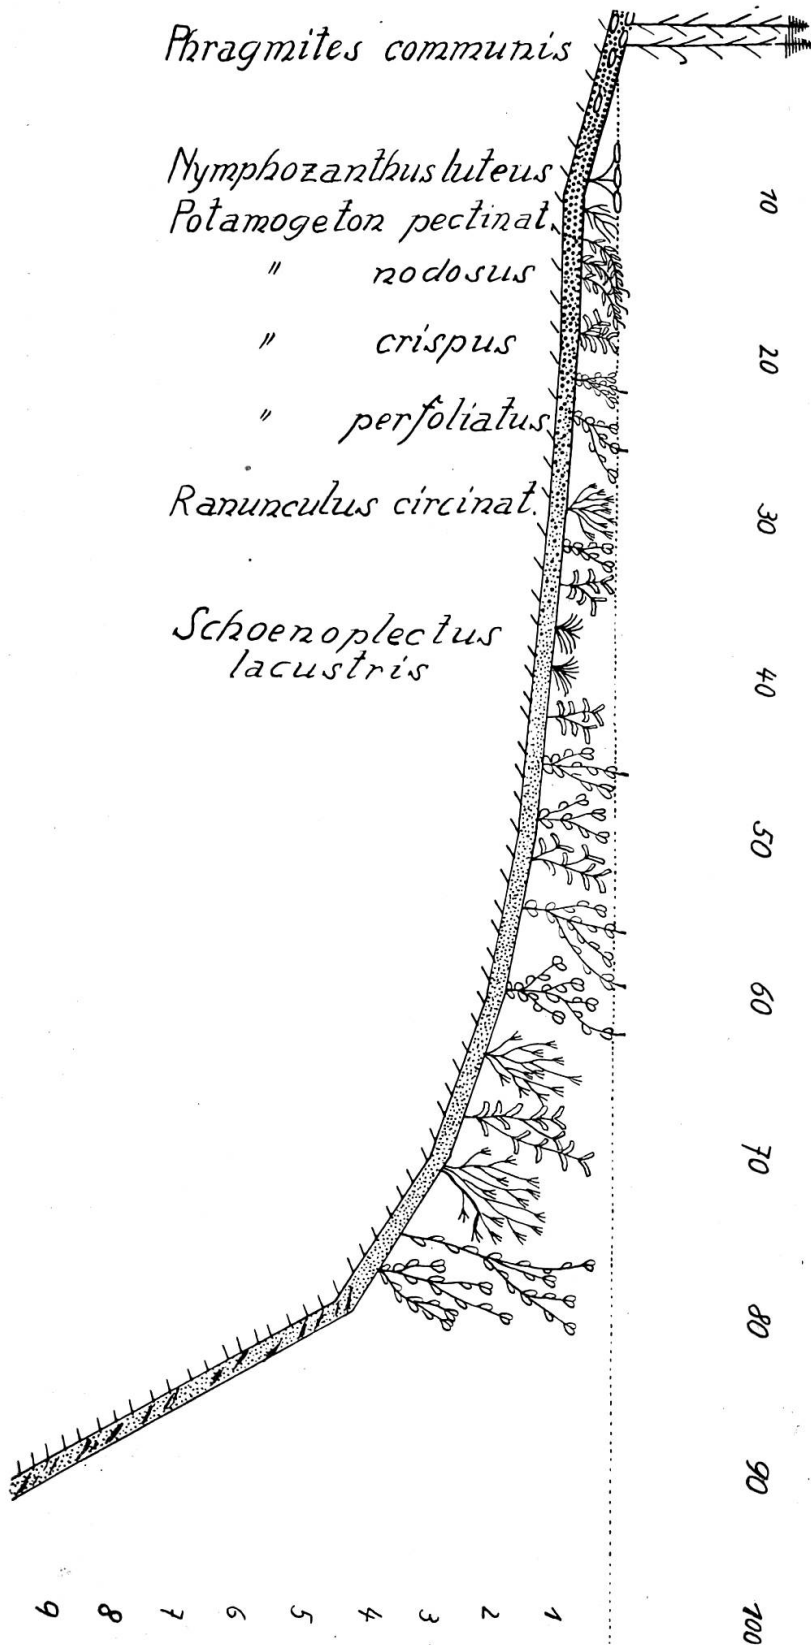 Phragmites communis
Nymphozanthus luteus
Potamogeton pectinat.
" nodosus
" crispus
" perfoliatus
Ranunculus circinat.
Schoenoplectus
lacustris
10
20
30
40
50
60
70
80
90
100
1
2
3
4
5
6
7
8
9